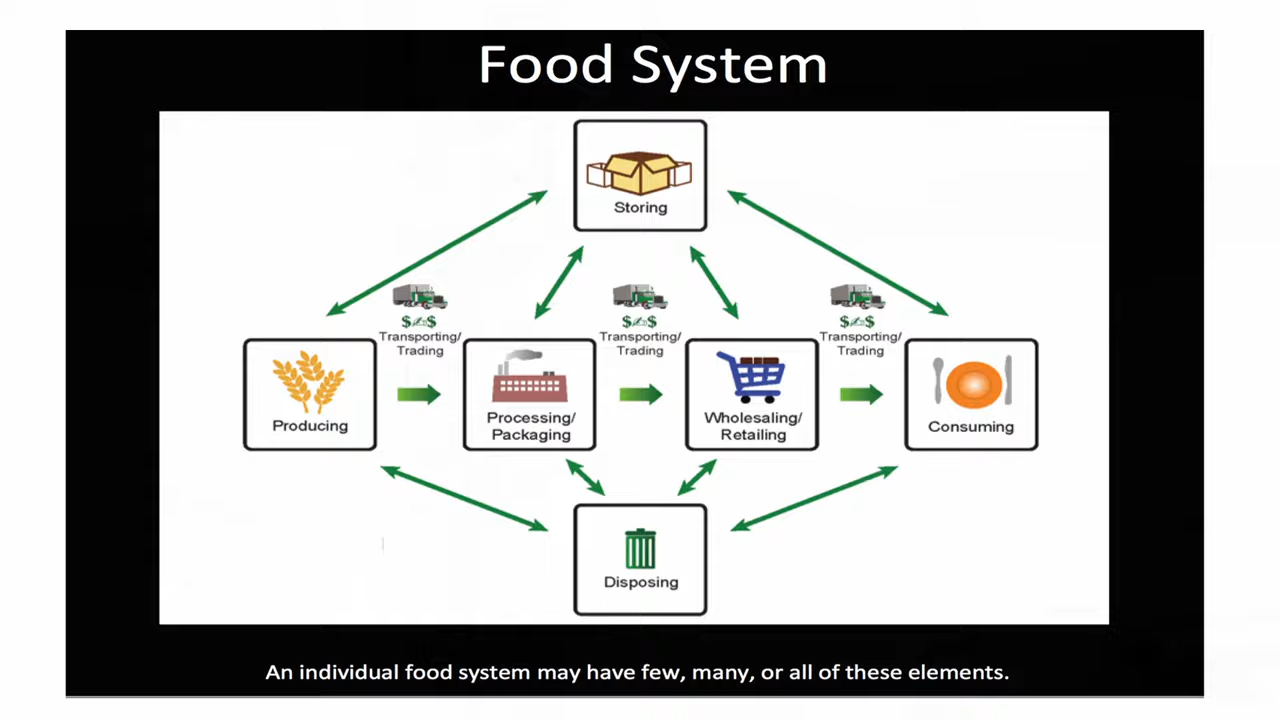 Food System
Storing
$ $
Transporting/
Trading
$ $
Transporting/
Trading
$ $
Transporting/
Trading
Producing
Processing/
Packaging
Wholesaling/
Retailing
Consuming
Disposing
An individual food system may have few, many, or all of these elements.